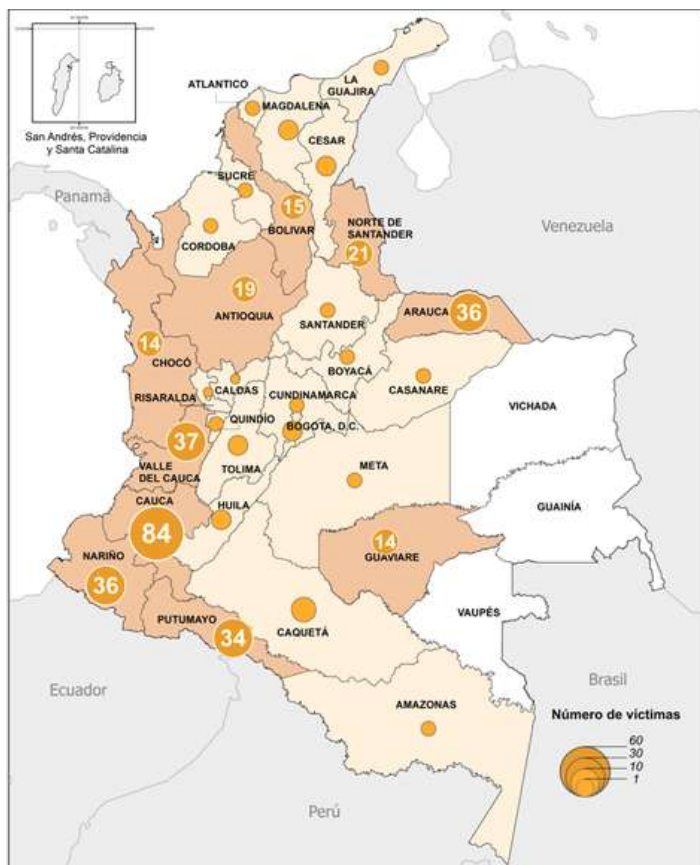 San Andrés, Providencia
y Santa Catalina
Panamá
Venezuela
Ecuador
Perú
Brasil
LA
GUAJIRA
ATLANTICO
MAGDALENA
CESAR
SUCRE
15
BOLIVAR
CORDOBA
NORTE DE
SANTANDER
21
19
ANTIOQUIA
SANTANDER
ARAUCA
36
14
CHOCÓ
BOYACÁ
CASANARE
RISARALDA
CALDAS
CUNDINAMARCA
VICHADA
QUINDÍO
BOGOTA, D.C.
37
VALLE
DEL CAUCA
TOLIMA
META
CAUCA
84
HUILA
GUAINÍA
14
GUAVIARE
NARIÑO
36
VAUPÉS
PUTUMAYO
34
CAQUETÁ
AMAZONAS
Número de víctimas
60
30
10
1